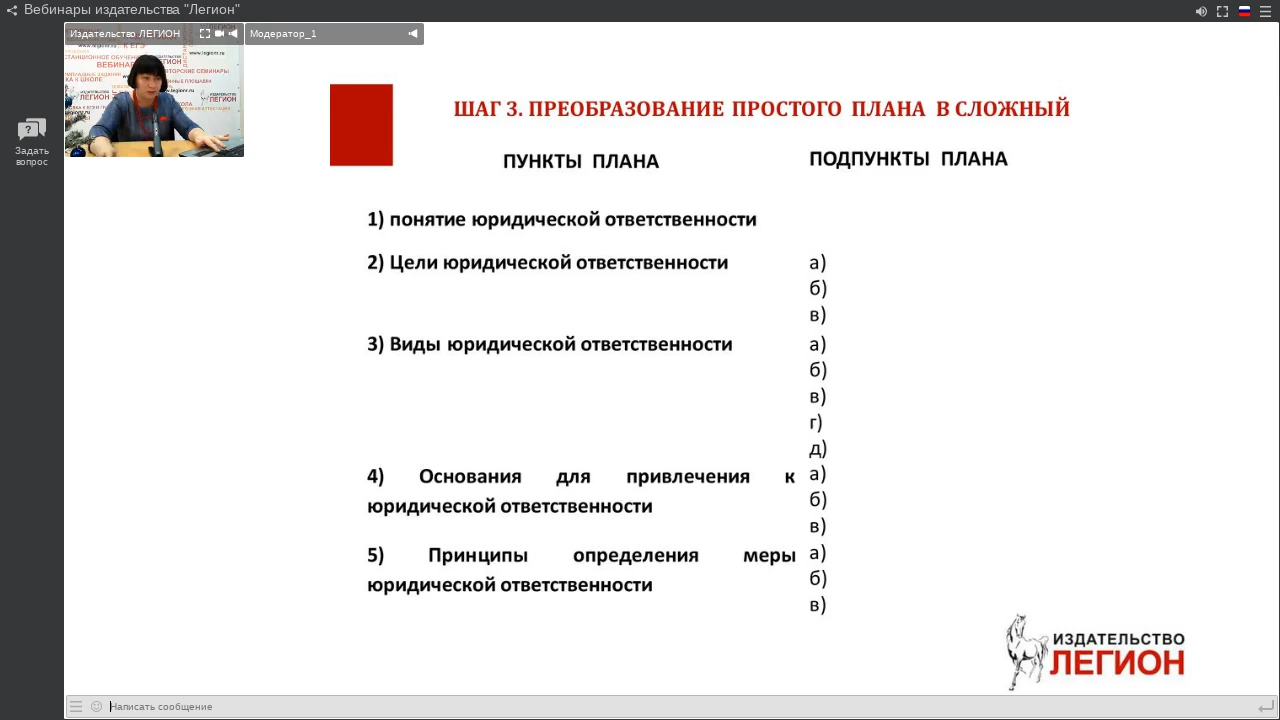 Вебинары издательства "Легион"
Издательство ЛЕГИОН
Модератор_1
Задать
вопрос
ШАГ 3. ПРЕОБРАЗОВАНИЕ ПРОСТОГО ПЛАНА В СЛОЖНЫЙ
ПУНКТЫ ПЛАНА
ПОДПУНКТЫ ПЛАНА
1) понятие юридической ответственности
2) Цели юридической ответственности
а)
б)
в)
3) Виды юридической ответственности
а)
б)
в)
г)
д)
4) Основания для привлечения к
юридической ответственности
а)
б)
в)
5) Принципы определения меры
юридической ответственности
а)
б)
в)
ИЗДАТЕЛЬСТВО
ЛЕГИОН
Написать сообщение